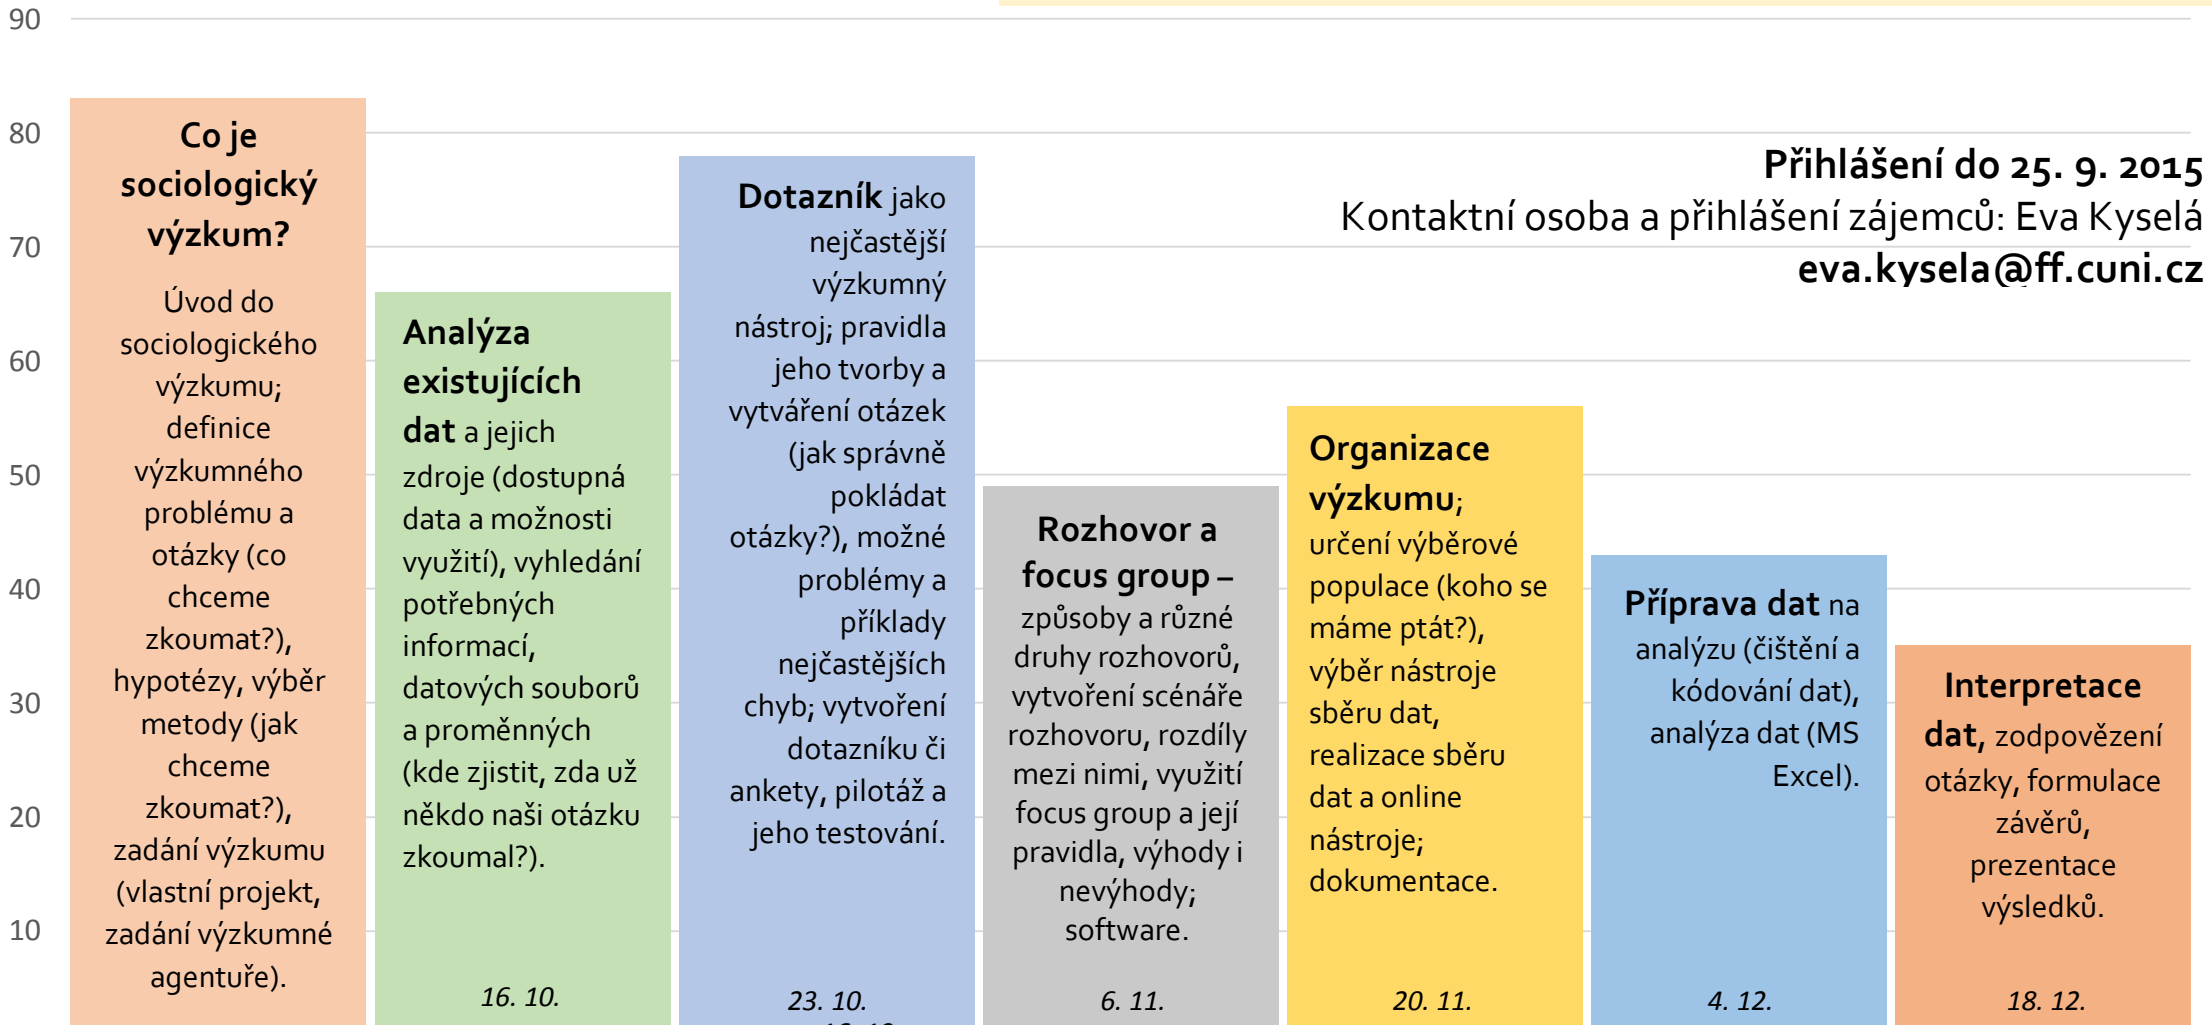 90
80
70
60
50
40
30
20
10
Přihlášení do 25. 9. 2015
Kontaktní osoba a přihlášení zájemců: Eva Kyselá
eva.kysela@ff.cuni.cz
Co je
sociologický
výzkum?
Úvod do
sociologického
výzkumu;
definice
výzkumného
problému a
otázky (co
chceme
zkoumat?),
hypotézy, výběr
metody (jak
chceme
zkoumat?),
zadání výzkumu
(vlastní projekt,
zadání výzkumné
agentuře).
Analýza
existujících
dat a jejich
zdroje (dostupná
data a možnosti
využití), vyhledání
potřebných
informací,
datových souborů
a proměnných
(kde zjistit, zda už
někdo naši otázku
zkoumal?).
16. 10.
Dotazník jako
nejčastější
výzkumný
nástroj; pravidla
jeho tvorby a
vytváření otázek
(jak správně
pokládat
otázky?), možné
problémy a
příklady
nejčastějších
chyb; vytvoření
dotazníku či
ankety, pilotáž a
jeho testování.
23. 10.
Rozhovor a
focus group –
způsoby a různé
druhy rozhovorů,
vytvoření scénáře
rozhovoru, rozdíly
mezi nimi, využití
focus group a její
pravidla, výhody i
nevýhody;
software.
6. 11.
Organizace
výzkumu;
určení výběrové
populace (koho se
máme ptát?),
výběr nástroje
sběru dat,
realizace sběru
dat a online
nástroje;
dokumentace.
20. 11.
Příprava dat na
analýzu (čištění a
kódování dat),
analýza dat (MS
Excel).
4. 12.
Interpretace
dat, zodpovězení
otázky, formulace
závěrů,
prezentace
výsledků.
18. 12.